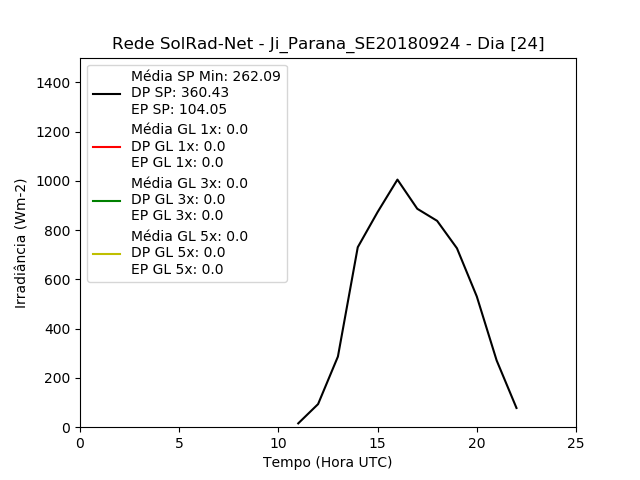 Rede SolRad-Net - Ji_Parana_SE20180924 - Dia [24]
Média SP Min: 262.09
DP SP: 360.43
EP SP: 104.05
Média GL 1x: 0.0
DP GL 1x: 0.0
EP GL 1x: 0.0
Média GL 3x: 0.0
DP GL 3x: 0.0
EP GL 3x: 0.0
Média GL 5x: 0.0
DP GL 5x: 0.0
EP GL 5x: 0.0
Irradiância (Wm-2)
1400
1200
1000
800
600
400
200
0
0 5 10 15 20 25
Tempo (Hora UTC)